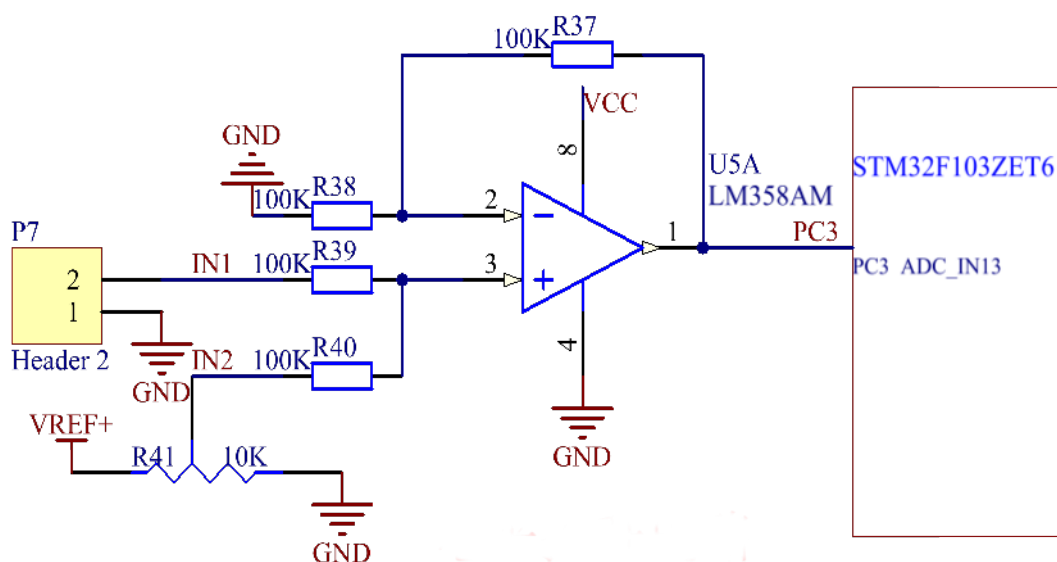 100K R37
VCC
GND
8
U5A
LM358AM
STM32F103ZET6
100K R38
2
1
PC3
P7
IN1
100K R39
3
PC3 ADC_IN13
2
1
Header 2
GND
IN2
100K R40
4
VREF+
R41 10K
GND
GND